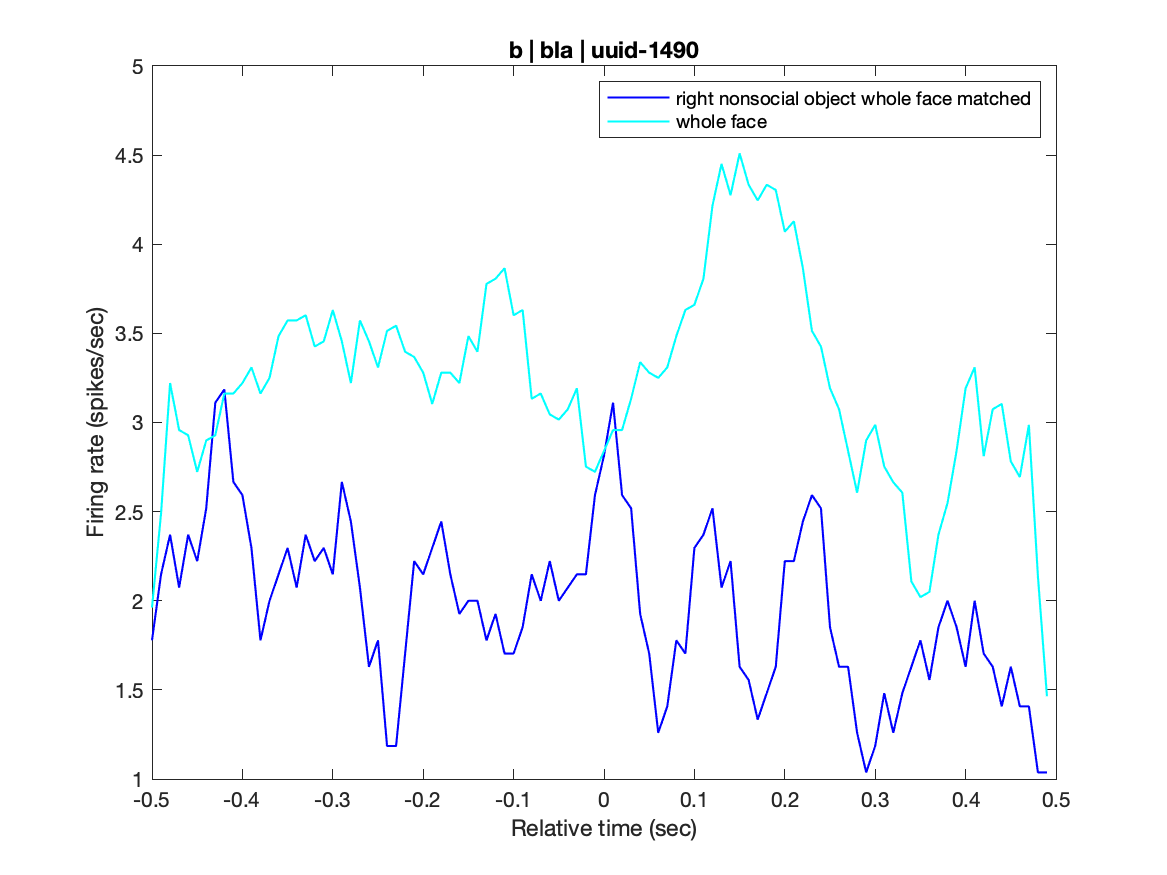 b | bla | uuid-1490
right nonsocial object whole face matched
whole face
Firing rate (spikes/sec)
5
4.5
4
3.5
3
2.5
2
1.5
1
-0.5 -0.4 -0.3 -0.2 -0.1 0 0.1 0.2 0.3 0.4 0.5
Relative time (sec)